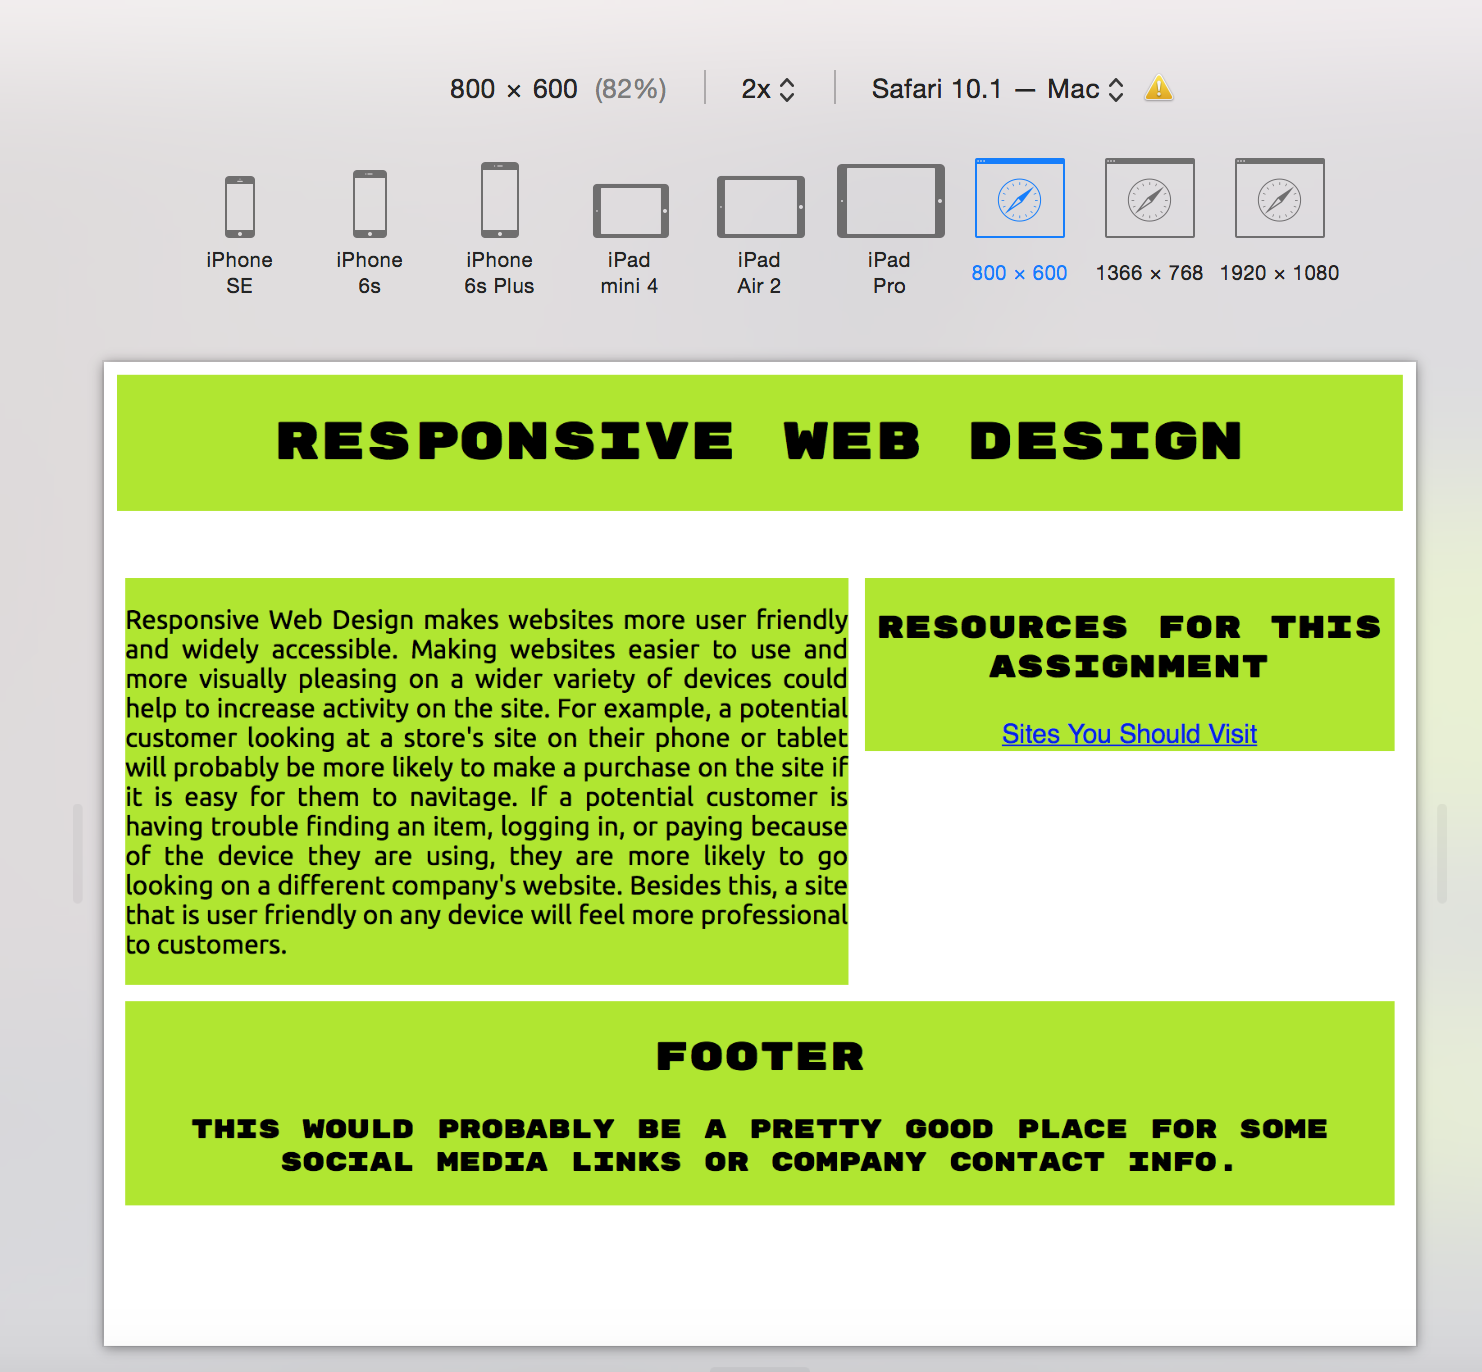 800 × 600 (82%) 2x Safari 10.1 — Mac
iPhone SE
iPhone 6s
iPhone 6s Plus
iPad mini 4
iPad Air 2
iPad Pro
800 × 600
1366 × 768
1920 × 1080
RESPONSIVE WEB DESIGN
Responsive Web Design makes websites more user friendly
and widely accessible. Making websites easier to use and
more visually pleasing on a wider variety of devices could
help to increase activity on the site. For example, a potential
customer looking at a store's site on their phone or tablet
will probably be more likely to make a purchase on the site if
it is easy for them to navitage. If a potential customer is
having trouble finding an item, logging in, or paying because
of the device they are using, they are more likely to go
looking on a different company's website. Besides this, a site
that is user friendly on any device will feel more professional
to customers.
RESOURCES FOR THIS
ASSIGNMENT
Sites You Should Visit
FOOTER
THIS WOULD PROBABLY BE A PRETTY GOOD PLACE FOR SOME
SOCIAL MEDIA LINKS OR COMPANY CONTACT INFO.